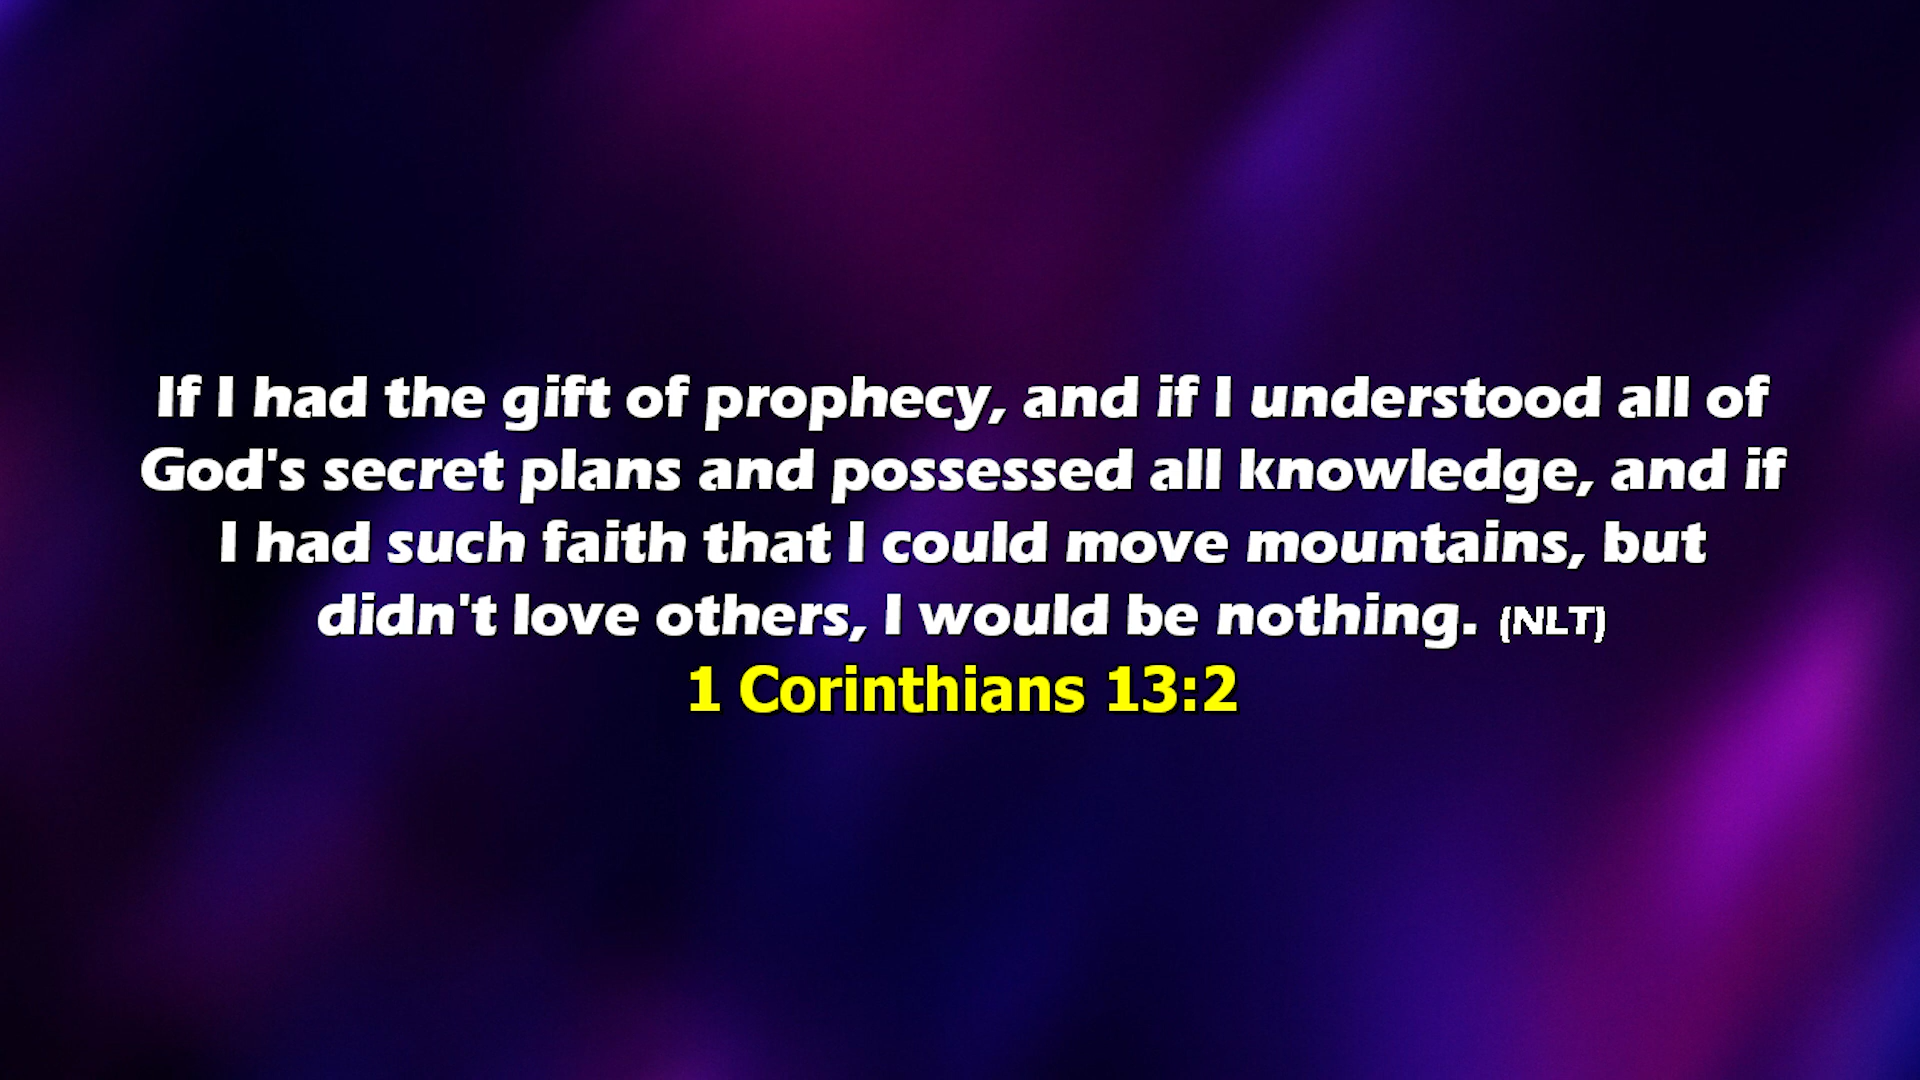 If I had the gift of prophecy, and if I understood all of
God's secret plans and possessed all knowledge, and if
I had such faith that I could move mountains, but
didn't love others, I would be nothing. (NLT)
1 Corinthians 13:2